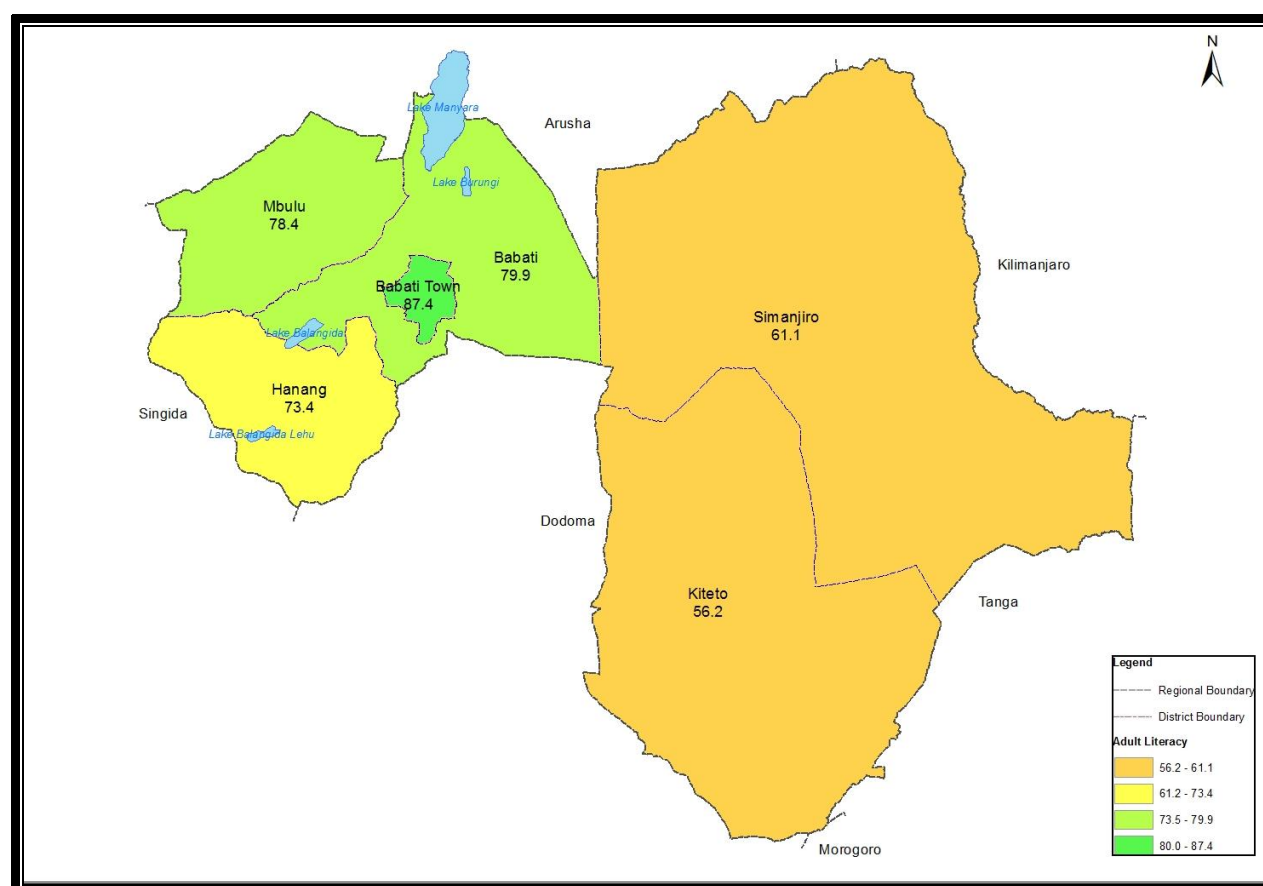 N
Lake Manyara
Arusha
Lake Burungi
Mbulu
78.4
Babati
79.9
Kilimanjaro
Babati Town
87.4
Simanjiro
61.1
Lake Balangida
Hanang
73.4
Singida
Lake Balangida Lehu
Dodoma
Kiteto
56.2
Tanga
Morogoro
Legend
Regional Boundary
District Boundary
Adult Literacy
56.2 - 61.1
61.2 - 73.4
73.5 - 79.9
80.0 - 87.4